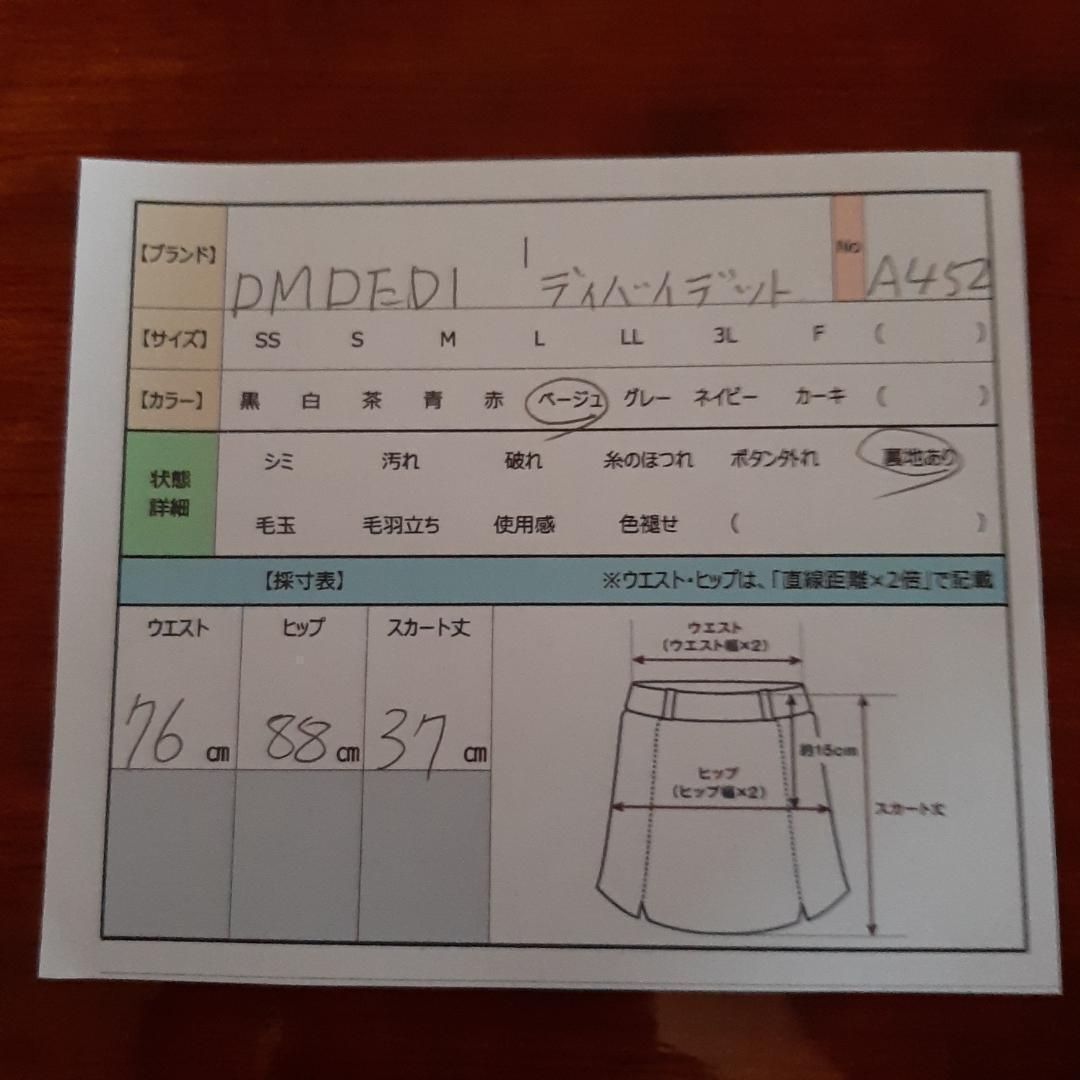 【ブランド】 DMDEDI ディバイデット No A452
【サイズ】 SS S M L LL 3L F ( )
【カラー】 黒 白 茶 青 赤 ベージュ グレー ネイビー カーキ ( )
状態詳細 シミ 汚れ 破れ 糸のほつれ ボタン外れ 裏地あり
毛玉 毛羽立ち 使用感 色褪せ ( )
【採寸表】 ※ウエスト・ヒップは、「直線距離×2倍」で記載
ウエスト ヒップ スカート丈
76 cm 88 cm 37 cm
ウエスト
(ウエスト幅×2)
約15cm
ヒップ
(ヒップ幅×2)
スカート丈